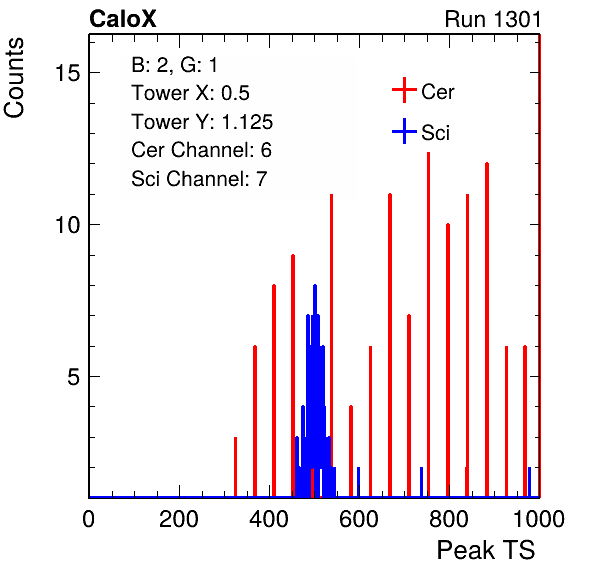 CaloX Run 1301
Counts
B: 2, G: 1
Tower X: 0.5
Tower Y: 1.125
Cer Channel: 6
Sci Channel: 7
Cer
Sci
15
10
5
0 200 400 600 800 1000
Peak TS